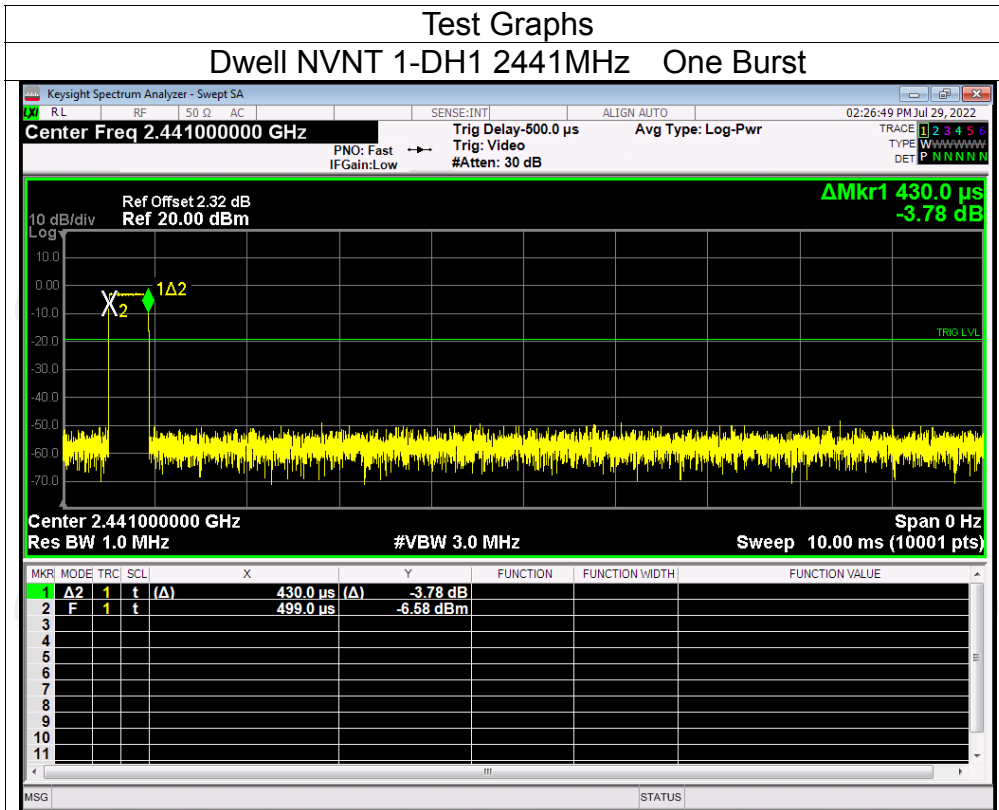 Test Graphs
Dwell NVNT 1-DH1 2441MHz One Burst
Keysight Spectrum Analyzer - Swept SA
LXI RL RF 50 Ω AC SENSE:INT ALIGN AUTO 02:26:49 PM Jul 29, 2022
Center Freq 2.441000000 GHz Trig Delay-500.0 µs Avg Type: Log-Pwr TRACE 1 2 3 4 5 6
PNO: Fast Trig: Video TYPE WWWWWW
IFGain:Low #Atten: 30 dB DET P N N N N N
ΔMkr1 430.0 µs
Ref Offset 2.32 dB
10 dB/div Ref 20.00 dBm -3.78 dB
Log
10.0
0.00
1Δ2
-10.0
X2
TRIG LVL
-20.0
-30.0
-40.0
-50.0
-60.0
-70.0
Center 2.441000000 GHz Span 0 Hz
Res BW 1.0 MHz #VBW 3.0 MHz Sweep 10.00 ms (10001 pts)
MKR MODE TRC SCL X Y FUNCTION FUNCTION WIDTH FUNCTION VALUE
1 Δ2 1 t (Δ) 430.0 µs (Δ) -3.78 dB
2 F 1 t 499.0 µs -6.58 dBm
3
4
5
6
7
8
9
10
11
MSG STATUS